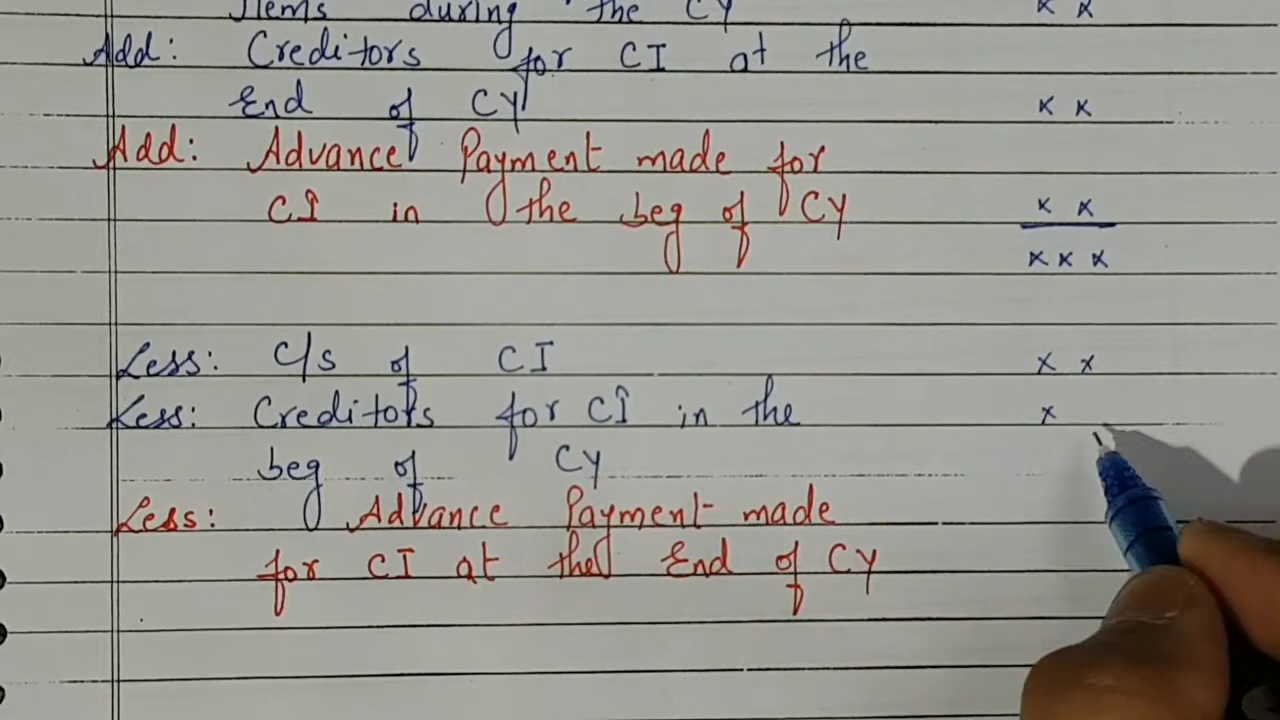 Items during the CY x x
Add: Creditors for CI at the
End of CY x x
Add: Advance Payment made for
CI in the beg of CY x x
x x x
Less: C/s of CI x x
Less: Creditors for CI in the x
beg of CY
Less: Advance Payment made
for CI at the End of CY